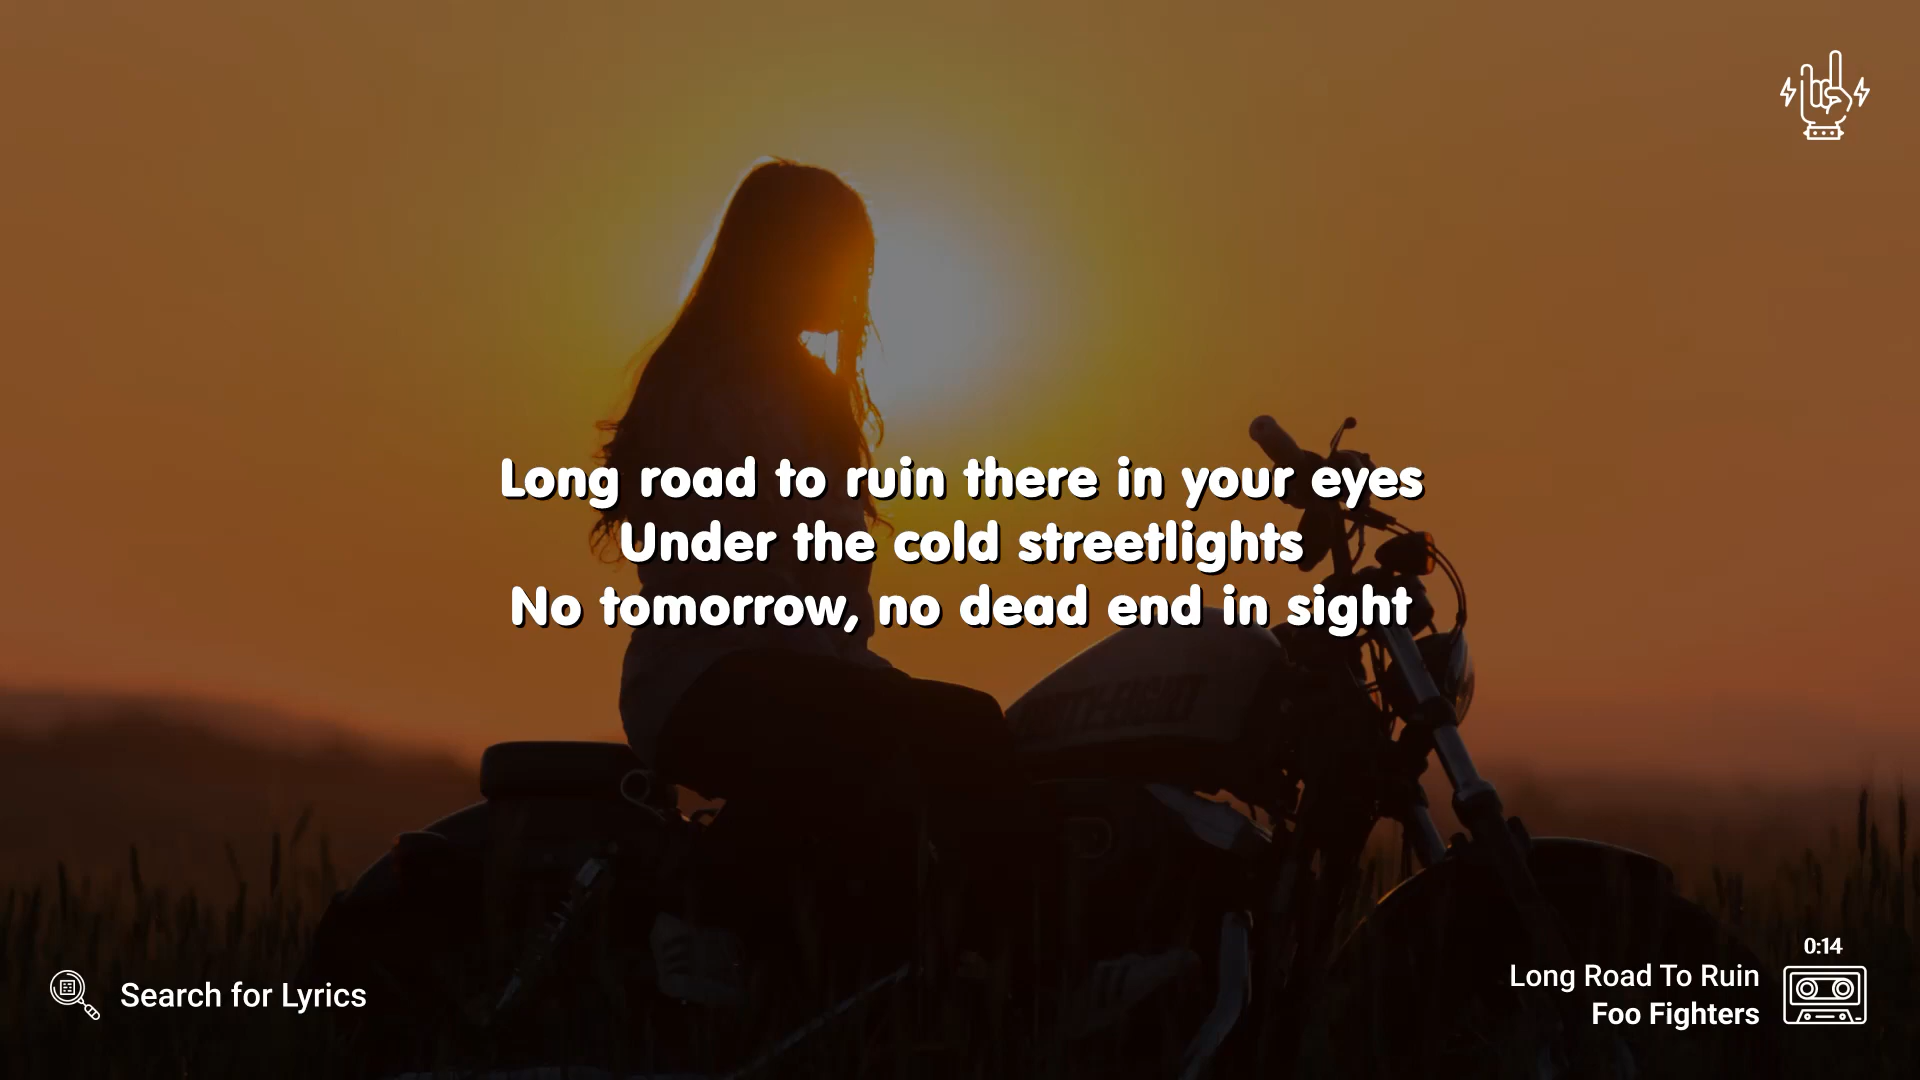 Long road to ruin there in your eyes
Under the cold streetlights
No tomorrow, no dead end in sight
Search for Lyrics
0:14
Long Road To Ruin
Foo Fighters